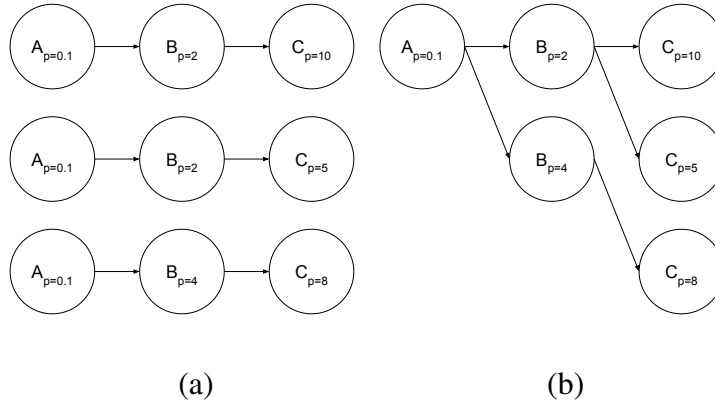 A p=0.1 B p=2 C p=10 A p=0.1 B p=2 C p=10
A p=0.1 B p=2 C p=5 B p=4 C p=5
A p=0.1 B p=4 C p=8 C p=8
(a) (b)